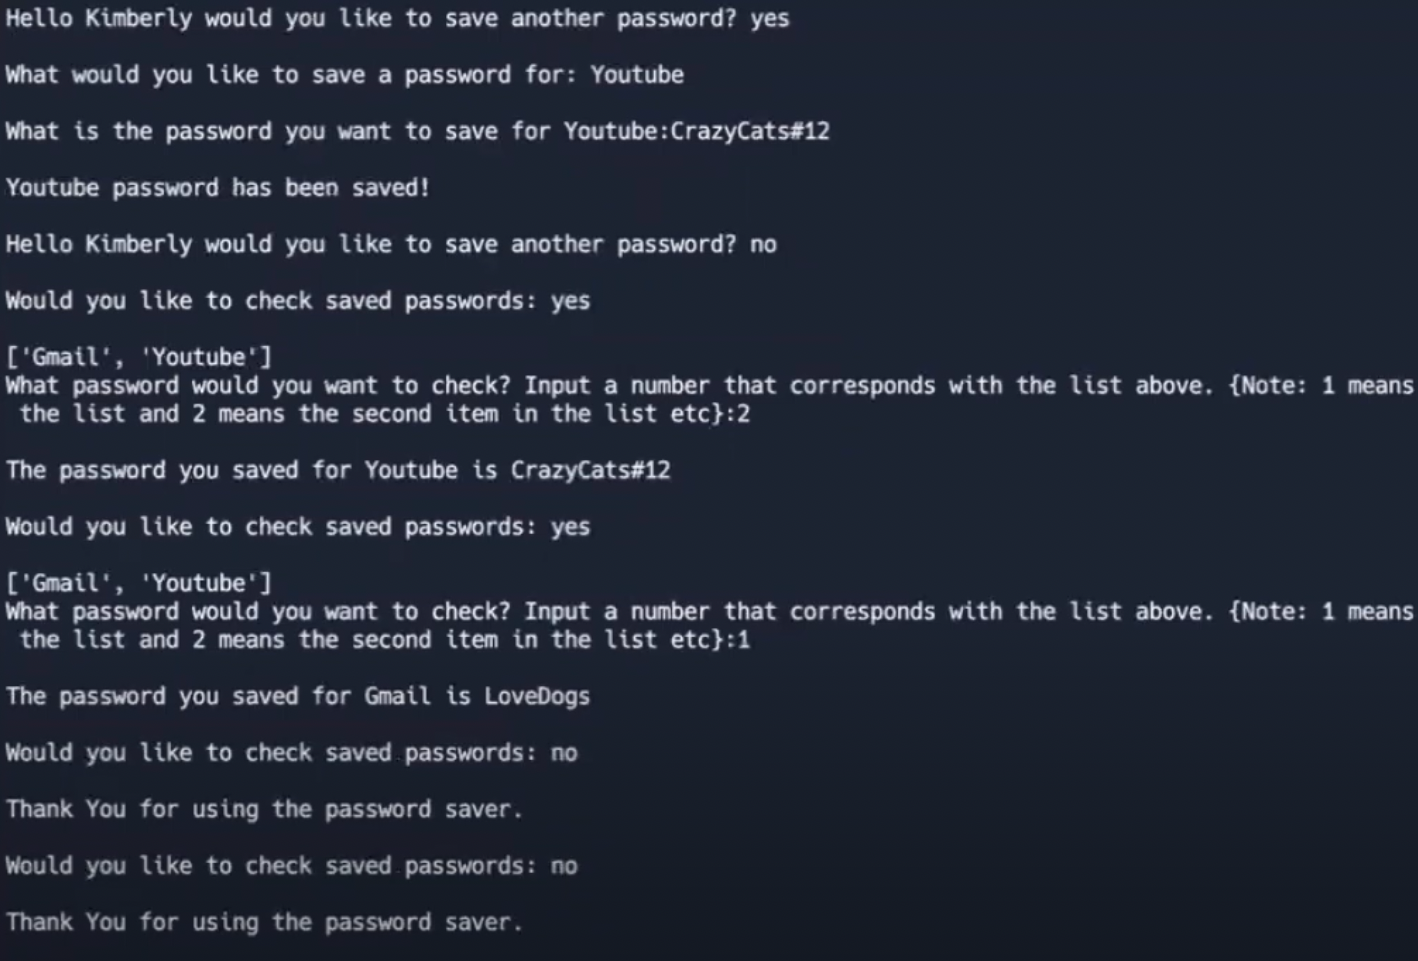 Hello Kimberly would you like to save another password? yes
What would you like to save a password for: Youtube
What is the password you want to save for Youtube:CrazyCats#12
Youtube password has been saved!
Hello Kimberly would you like to save another password? no
Would you like to check saved passwords: yes
['Gmail', 'Youtube']
What password would you want to check? Input a number that corresponds with the list above. {Note: 1 means
the list and 2 means the second item in the list etc}:2
The password you saved for Youtube is CrazyCats#12
Would you like to check saved passwords: yes
['Gmail', 'Youtube']
What password would you want to check? Input a number that corresponds with the list above. {Note: 1 means
the list and 2 means the second item in the list etc}:1
The password you saved for Gmail is LoveDogs
Would you like to check saved passwords: no
Thank You for using the password saver.
Would you like to check saved passwords: no
Thank You for using the password saver.